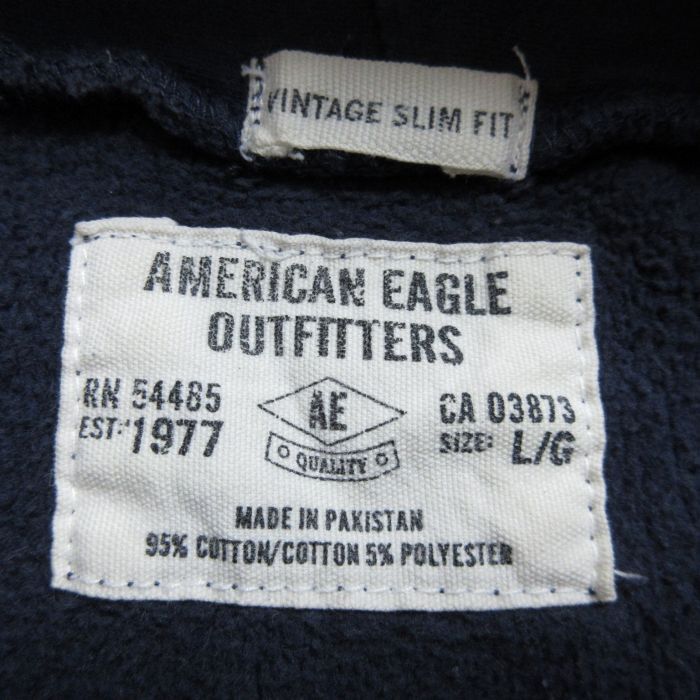 VINTAGE SLIM FIT
AMERICAN EAGLE
OUTFITTERS
RN 54485
EST: 1977
AE
QUALITY
CA 03873
SIZE: L/G
MADE IN PAKISTAN
95% COTTON/COTTON 5% POLYESTER